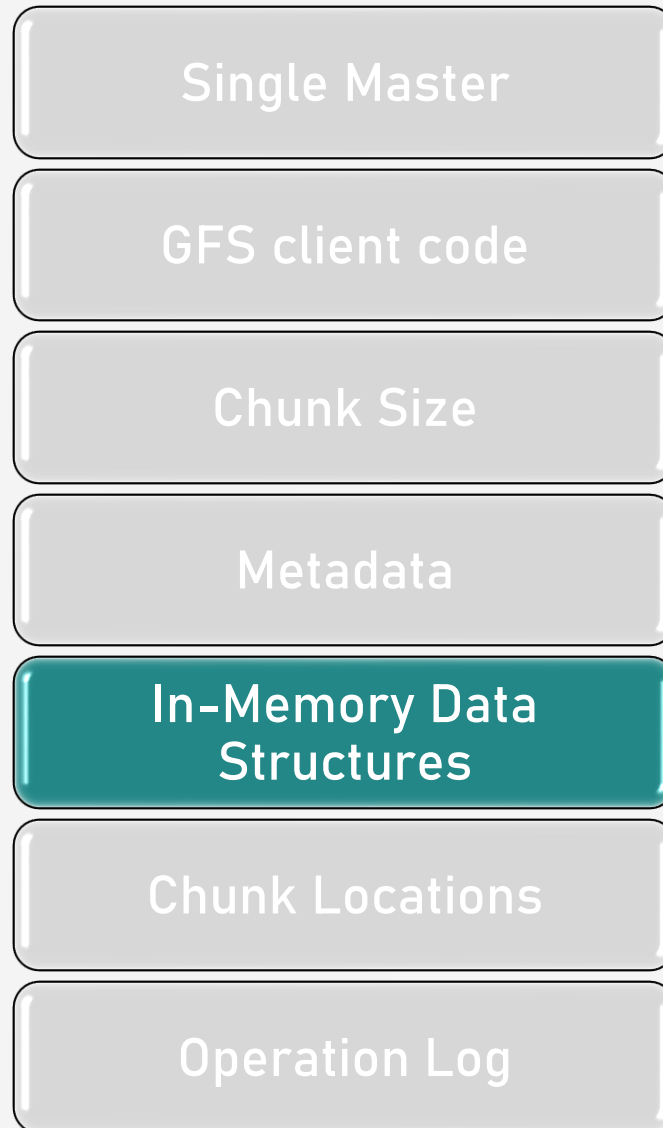 Single Master
GFS client code
Chunk Size
Metadata
In-Memory Data
Structures
Chunk Locations
Operation Log